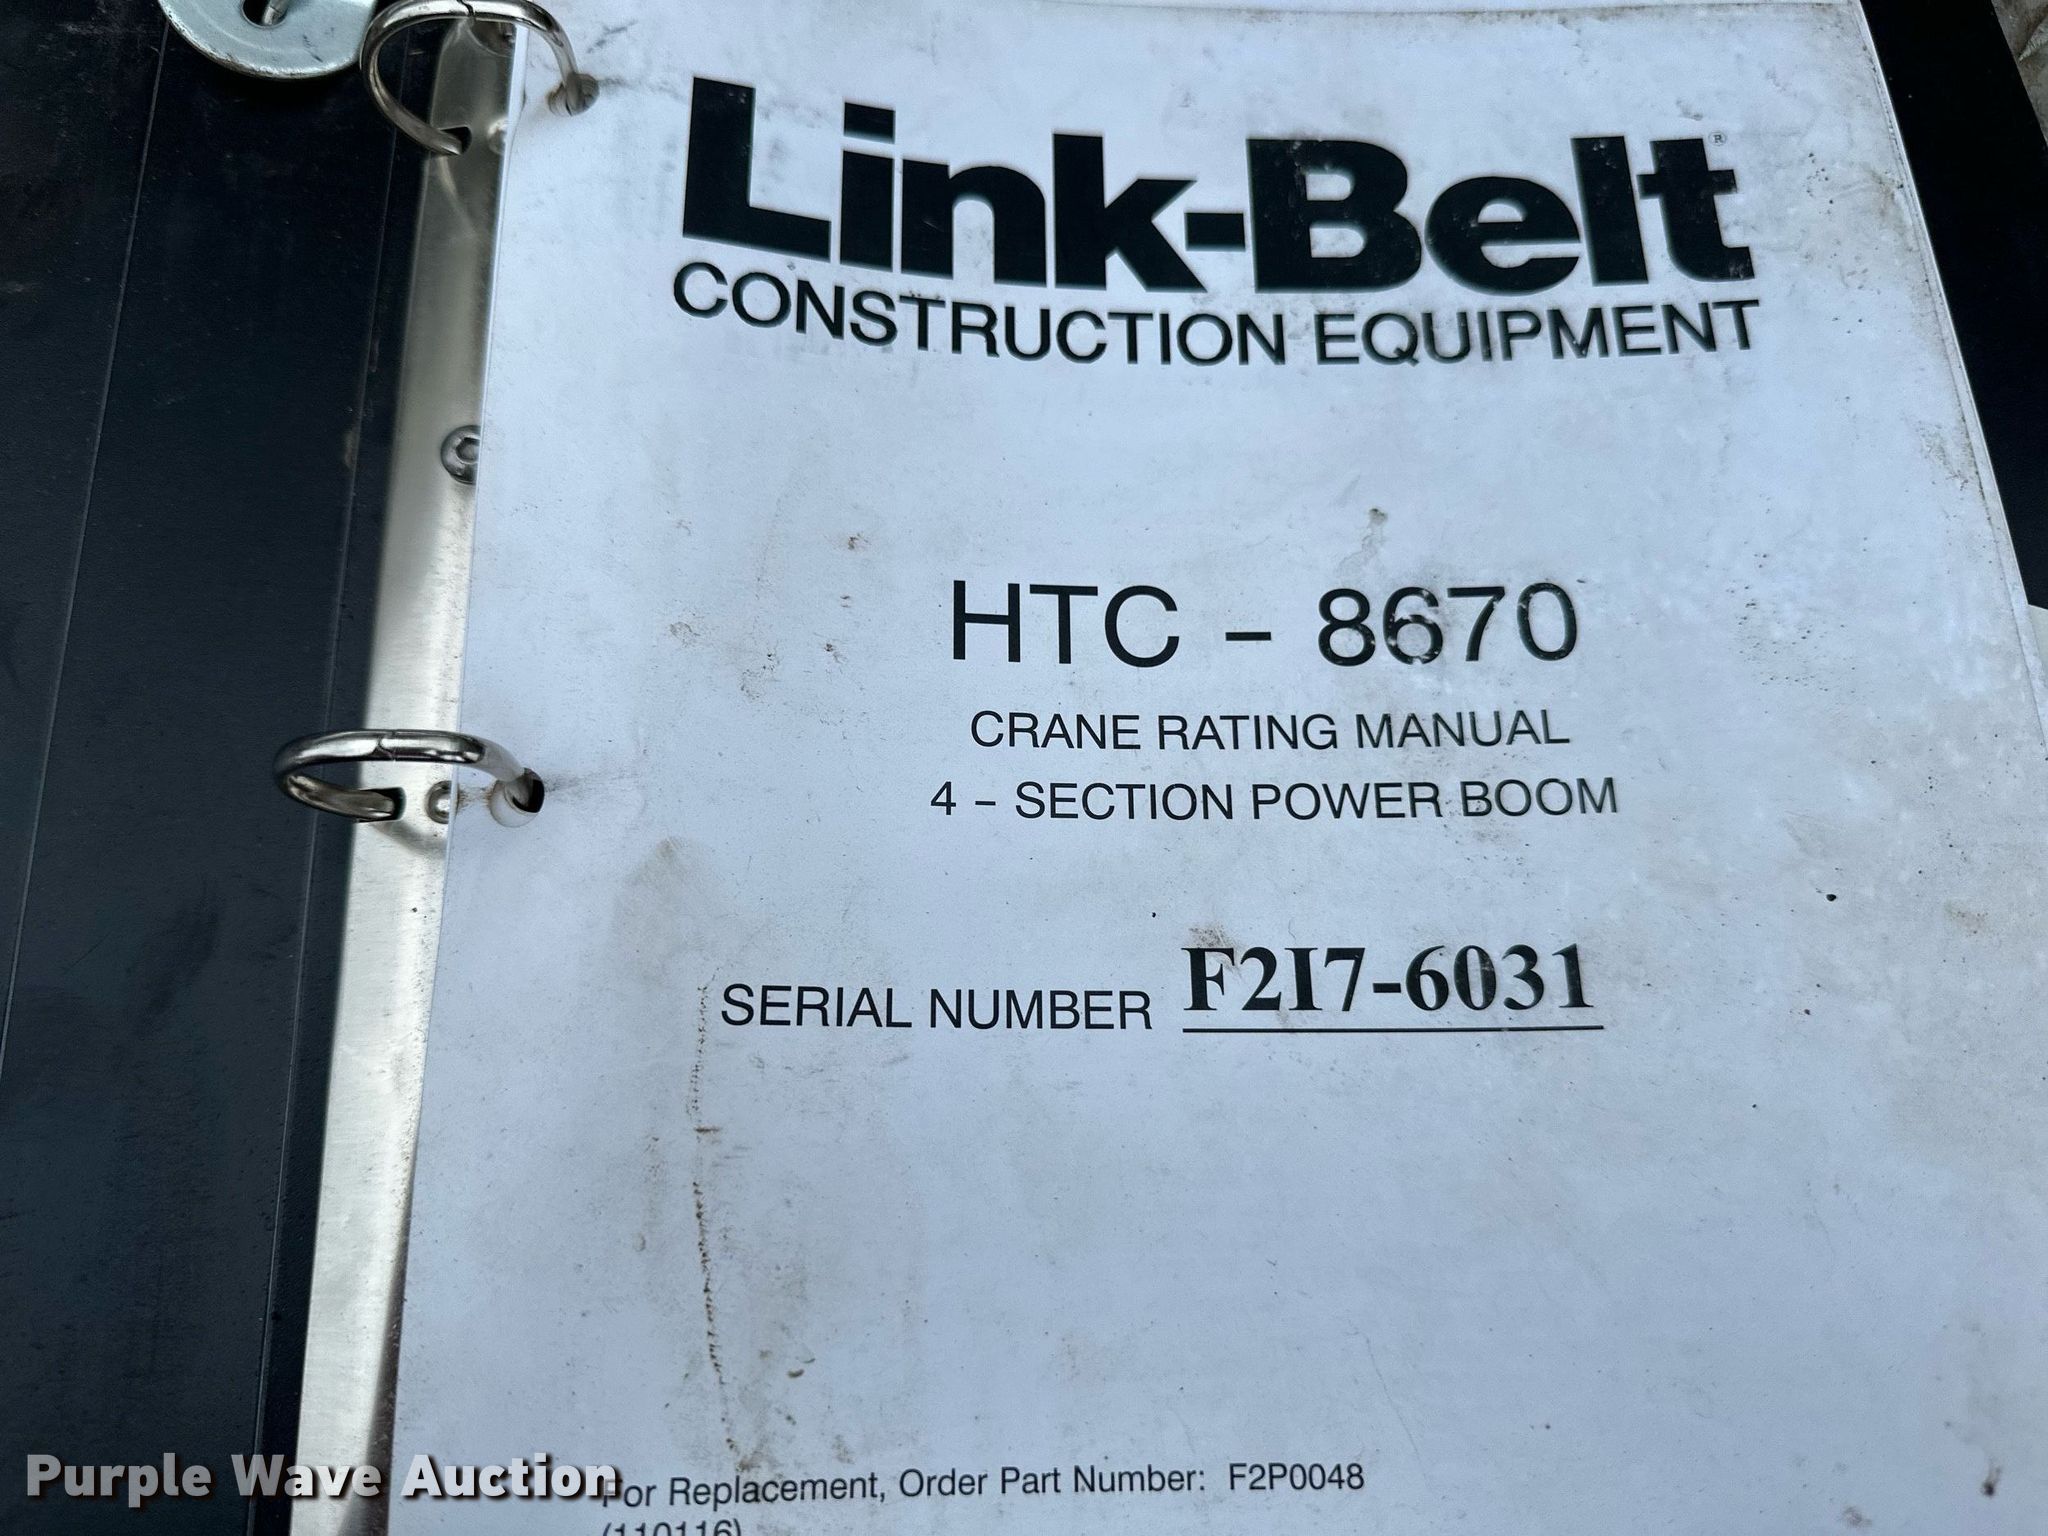 Link-Belt®
CONSTRUCTION EQUIPMENT
HTC - 8670
CRANE RATING MANUAL
4 - SECTION POWER BOOM
SERIAL NUMBER F2I7-6031
For Replacement, Order Part Number: F2P0048
(110116)
Purple Wave Auction